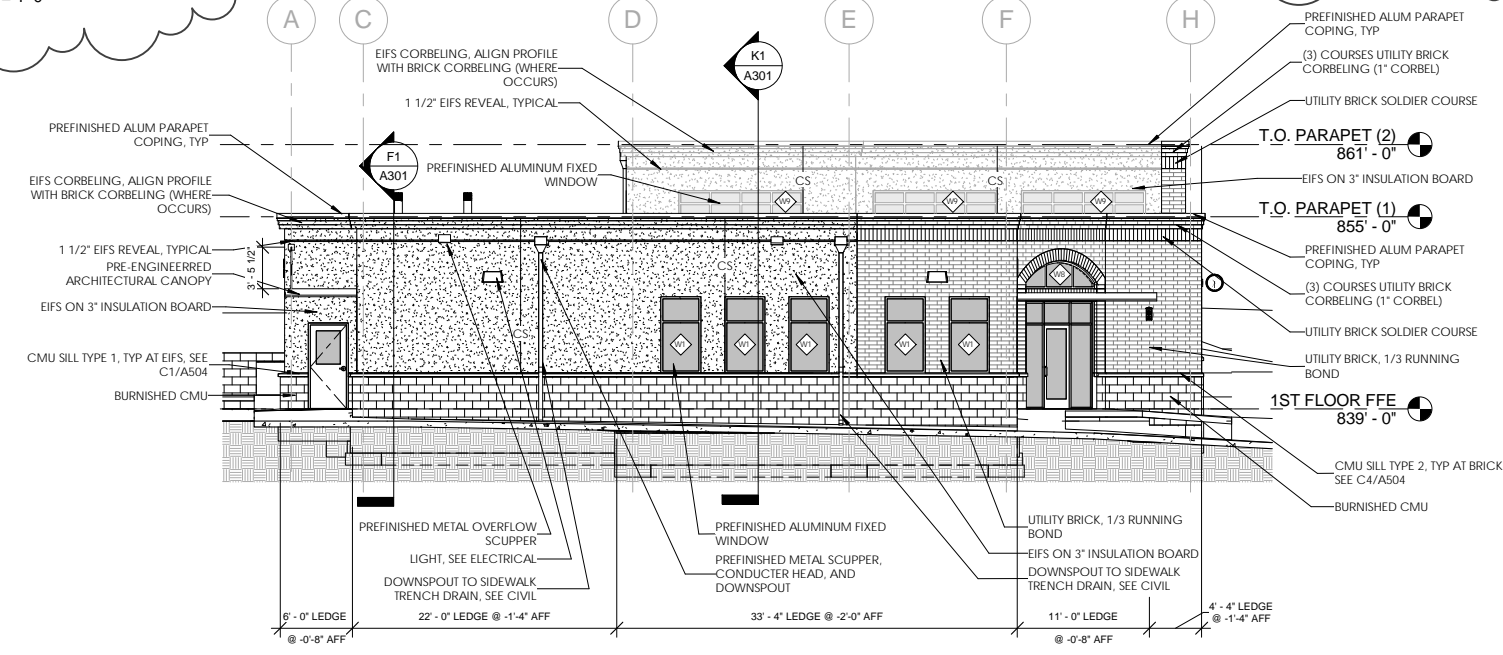 A
C
D
E
F
H
K1
A301
F1
A301
EIFS CORBELING, ALIGN PROFILE
WITH BRICK CORBELING (WHERE
OCCURS)
1 1/2" EIFS REVEAL, TYPICAL
PREFINISHED ALUM PARAPET
COPING, TYP
PREFINISHED ALUMINUM FIXED
WINDOW
EIFS CORBELING, ALIGN PROFILE
WITH BRICK CORBELING (WHERE
OCCURS)
1 1/2" EIFS REVEAL, TYPICAL
PRE-ENGINEERRED
ARCHITECTURAL CANOPY
3' - 5 1/2"
EIFS ON 3" INSULATION BOARD
CMU SILL TYPE 1, TYP AT EIFS, SEE
C1/A504
BURNISHED CMU
PREFINISHED ALUM PARAPET
COPING, TYP
(3) COURSES UTILITY BRICK
CORBELING (1" CORBEL)
UTILITY BRICK SOLDIER COURSE
T.O. PARAPET (2)
861' - 0"
EIFS ON 3" INSULATION BOARD
T.O. PARAPET (1)
855' - 0"
PREFINISHED ALUM PARAPET
COPING, TYP
(3) COURSES UTILITY BRICK
CORBELING (1" CORBEL)
UTILITY BRICK SOLDIER COURSE
UTILITY BRICK, 1/3 RUNNING
BOND
1ST FLOOR FFE
839' - 0"
CMU SILL TYPE 2, TYP AT BRICK
SEE C4/A504
BURNISHED CMU
CS
CS
CS
CS
W9
W9
W9
W8
W1
W1
W1
W1
W1
PREFINISHED METAL OVERFLOW
SCUPPER
LIGHT, SEE ELECTRICAL
DOWNSPOUT TO SIDEWALK
TRENCH DRAIN, SEE CIVIL
PREFINISHED ALUMINUM FIXED
WINDOW
PREFINISHED METAL SCUPPER,
CONDUCTER HEAD, AND
DOWNSPOUT
UTILITY BRICK, 1/3 RUNNING
BOND
EIFS ON 3" INSULATION BOARD
DOWNSPOUT TO SIDEWALK
TRENCH DRAIN, SEE CIVIL
6' - 0" LEDGE
@ -0'-8" AFF
22' - 0" LEDGE @ -1'-4" AFF
33' - 4" LEDGE @ -2'-0" AFF
11' - 0" LEDGE
@ -0'-8" AFF
4' - 4" LEDGE
@ -1'-4" AFF